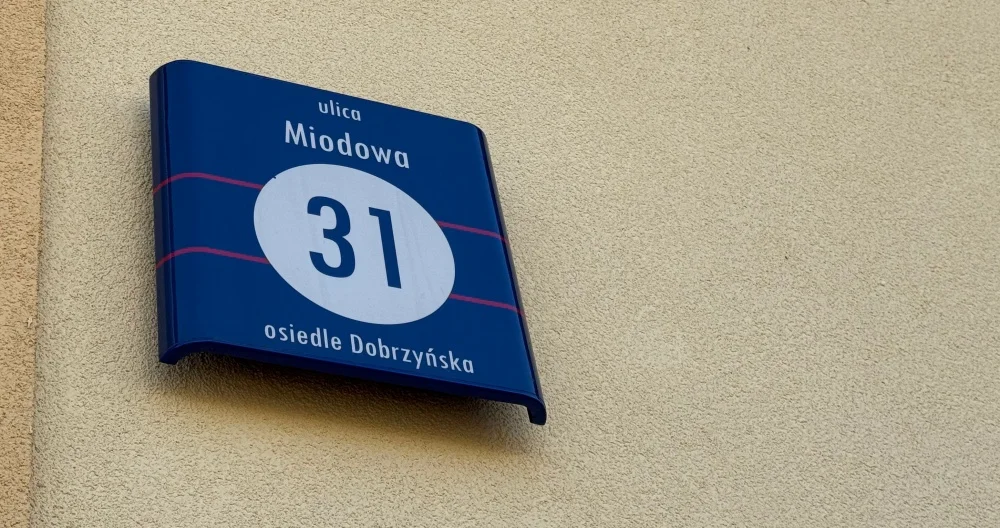 ulica
Miodowa
31
osiedle Dobrzyńska